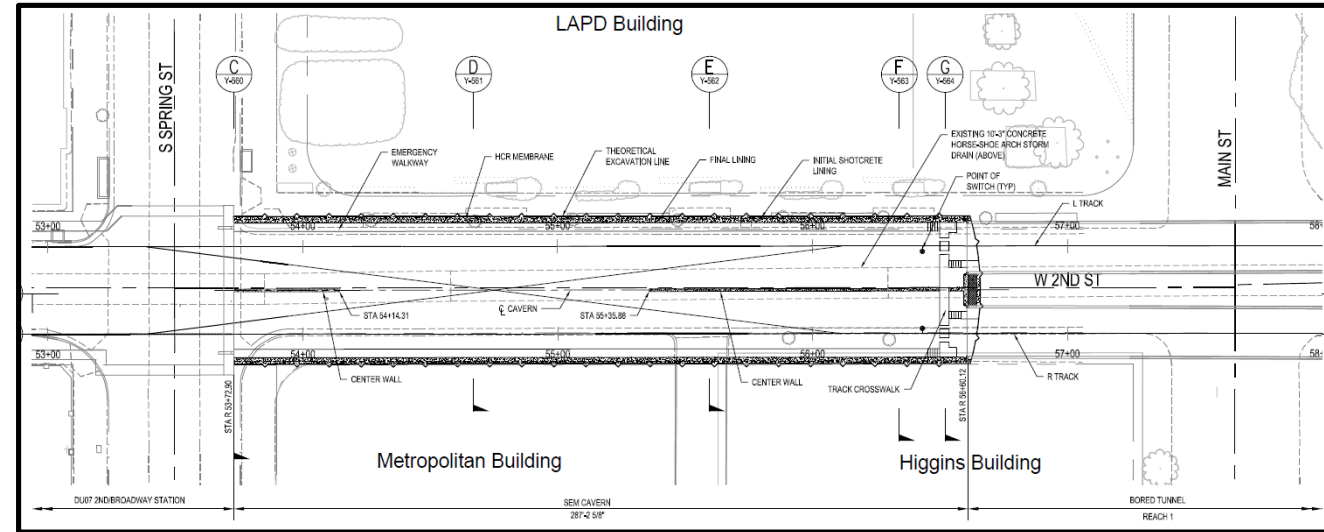 LAPD Building
S SPRING ST
C
Y-560
D
Y-561
E
Y-562
F
Y-563
G
Y-564
MAIN ST
EMERGENCY
WALKWAY
HCR MEMBRANE
THEORETICAL
EXCAVATION LINE
FINAL LINING
INITIAL SHOTCRETE
LINING
EXISTING 10'-3" CONCRETE
HORSE-SHOE ARCH STORM
DRAIN (ABOVE)
POINT OF
SWITCH (TYP)
L TRACK
53+00
54+00
55+00
56+00
57+00
58+
W 2ND ST
STA 54+14.31
CL CAVERN
STA 55+35.88
53+00
54+00
55+00
56+00
57+00
58+
CENTER WALL
CENTER WALL
TRACK CROSSWALK
R TRACK
STA R 53+72.90
STA R 56+60.12
Metropolitan Building
Higgins Building
DU07 2ND/BROADWAY STATION
SEM CAVERN
287'-2 5/8"
BORED TUNNEL
REACH 1